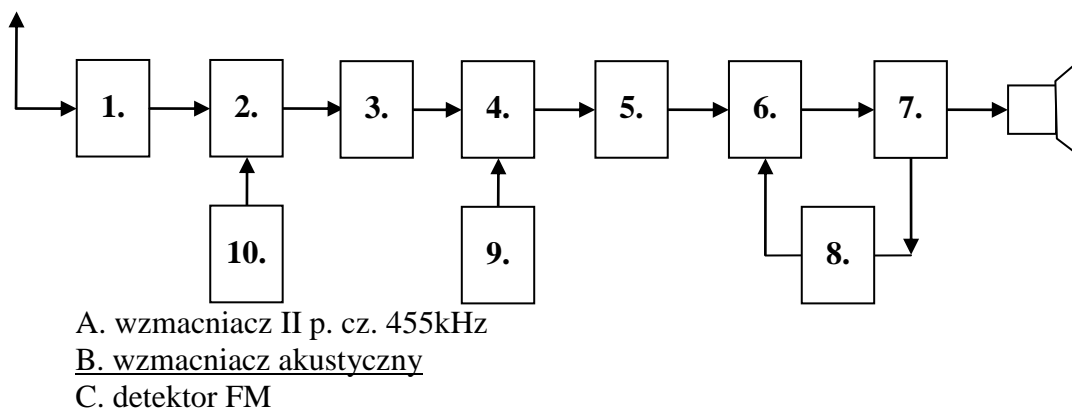 1. 2. 3. 4. 5. 6. 7.
10. 9. 8.
A. wzmacniacz II p. cz. 455kHz
B. wzmacniacz akustyczny
C. detektor FM